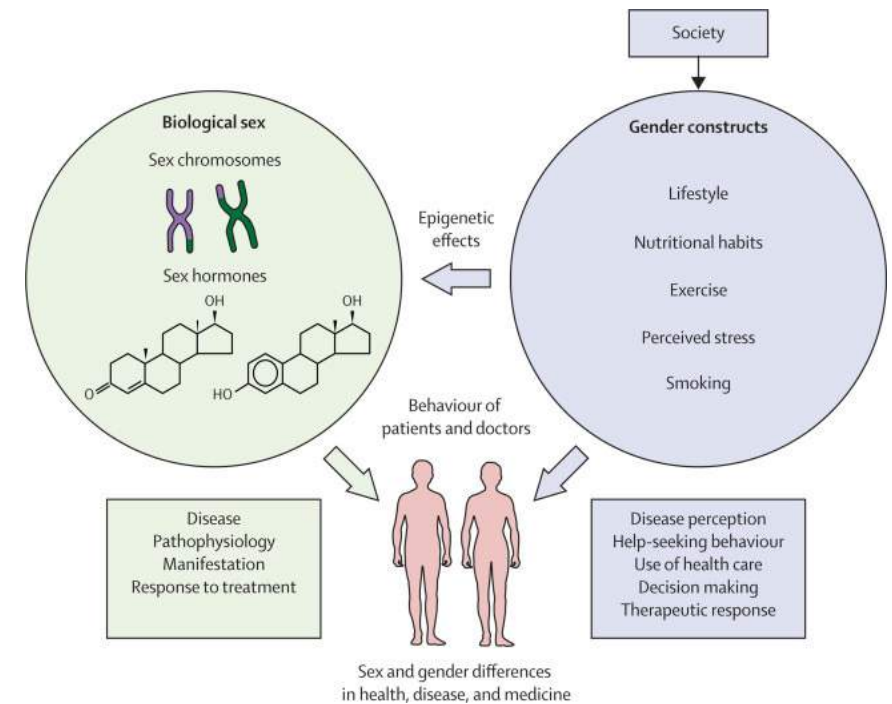 Society
Biological sex
Sex chromosomes
Sex hormones
OH
O
OH
HO
Epigenetic
effects
Gender constructs
Lifestyle
Nutritional habits
Exercise
Perceived stress
Smoking
Behaviour of
patients and doctors
Disease
Pathophysiology
Manifestation
Response to treatment
Disease perception
Help-seeking behaviour
Use of health care
Decision making
Therapeutic response
Sex and gender differences
in health, disease, and medicine